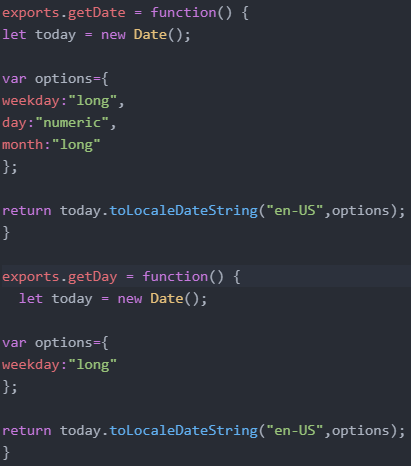 exports.getDate = function() {
let today = new Date();

var options={
weekday:"long",
day:"numeric",
month:"long"
};

return today.toLocaleDateString("en-US",options);
}

exports.getDay = function() {
  let today = new Date();

var options={
weekday:"long"
};

return today.toLocaleDateString("en-US",options);
}